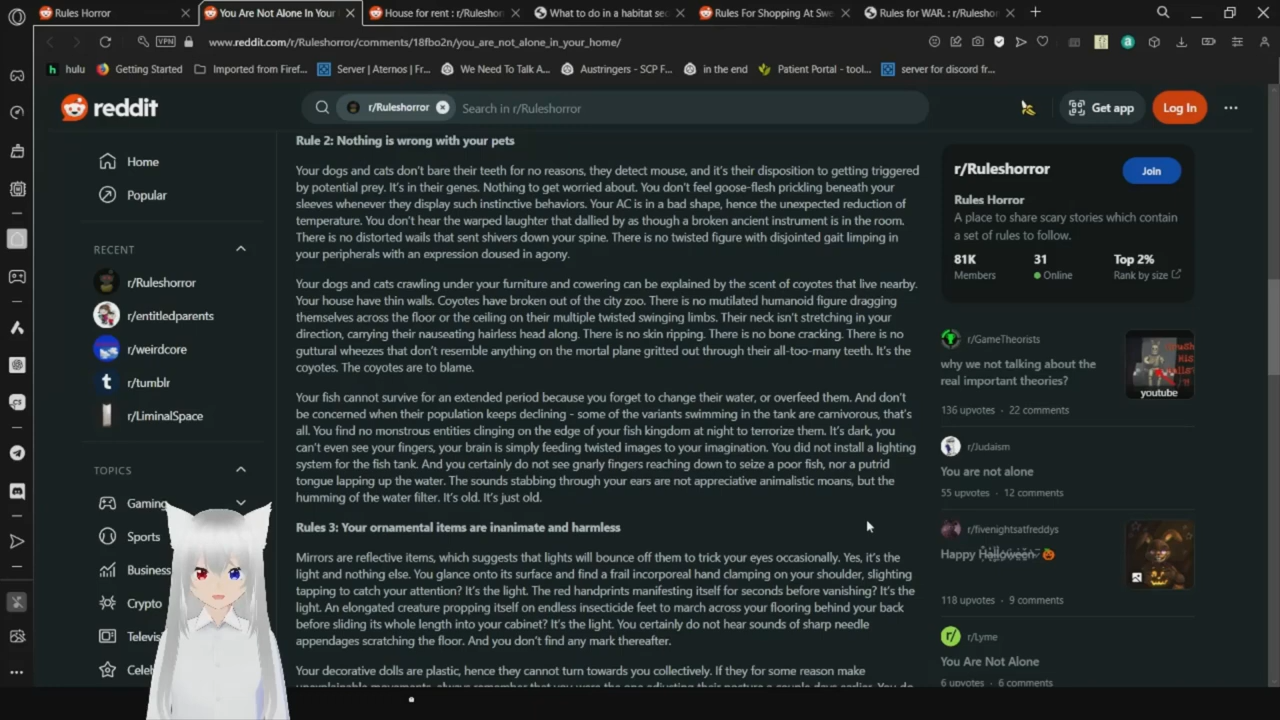 Rules Horror
You Are Not Alone In Your
House for rent : r/Ruleshor
What to do in a habitat se
Rules For Shopping At Sw
Rules for WAR. : r/Rulesho
VPN
www.reddit.com/r/Ruleshorror/comments/18fbo2n/you_are_not_alone_in_your_home/
hulu
Getting Started
Imported from Firef...
Server | Aternos | Fr...
We Need To Talk A...
Austringers - SCP F...
in the end
Patient Portal - tool...
server for discord fr...
reddit
r/Ruleshorror
Search in r/Ruleshorror
Get app
Log In
Home
Popular
RECENT
r/Ruleshorror
r/entitledparents
r/weirdcore
r/tumblr
r/LiminalSpace
TOPICS
Gaming
Sports
Business
Crypto
Televisi
Celeb
Rule 2: Nothing is wrong with your pets
Your dogs and cats don't bare their teeth for no reasons, they detect mouse, and it's their disposition to getting triggered
by potential prey. It's in their genes. Nothing to get worried about. You don't feel goose-flesh prickling beneath your
sleeves whenever they display such instinctive behaviors. Your AC is in a bad shape, hence the unexpected reduction of
temperature. You don't hear the warped laughter that dallied by as though a broken ancient instrument is in the room.
There is no distorted wails that sent shivers down your spine. There is no twisted figure with disjointed gait limping in
your peripherals with an expression doused in agony.
Your dogs and cats crawling under your furniture and cowering can be explained by the scent of coyotes that live nearby.
Your house have thin walls. Coyotes have broken out of the city zoo. There is no mutilated humanoid figure dragging
themselves across the floor or the ceiling on their multiple twisted swinging limbs. Their neck isn't stretching in your
direction, carrying their nauseating hairless head along. There is no skin ripping. There is no bone cracking. There is no
guttural wheezes that don't resemble anything on the mortal plane gritted out through their all-too-many teeth. It's the
coyotes. The coyotes are to blame.
Your fish cannot survive for an extended period because you forget to change their water, or overfeed them. And don't
be concerned when their population keeps declining - some of the variants swimming in the tank are carnivorous, that's
all. You find no monstrous entities clinging on the edge of your fish kingdom at night to terrorize them. It's dark, you
can't even see your fingers, your brain is simply feeding twisted images to your imagination. You did not install a lighting
system for the fish tank. And you certainly do not see gnarly fingers reaching down to seize a poor fish, nor a putrid
tongue lapping up the water. The sounds stabbing through your ears are not appreciative animalistic moans, but the
humming of the water filter. It's old. It's just old.
Rules 3: Your ornamental items are inanimate and harmless
Mirrors are reflective items, which suggests that lights will bounce off them to trick your eyes occasionally. Yes, it's the
light and nothing else. You glance onto its surface and find a frail incorporeal hand clamping on your shoulder, slighting
tapping to catch your attention? It's the light. The red handprints manifesting itself for seconds before vanishing? It's the
light. An elongated creature propping itself on endless insecticide feet to march across your flooring behind your back
before sliding its whole length into your cabinet? It's the light. You certainly do not hear sounds of sharp needle
appendages scratching the floor. And you don't find any mark thereafter.
Your decorative dolls are plastic, hence they cannot turn towards you collectively. If they for some reason make
r/Ruleshorror
Join
Rules Horror
A place to share scary stories which contain
a set of rules to follow.
81K
31
Top 2%
Members
Online
Rank by size
r/GameTheorists
why we not talking about the
real important theories?
youtube
136 upvotes · 22 comments
r/Judaism
You are not alone
55 upvotes · 12 comments
r/fivenightsatfreddys
Happy Halloween
118 upvotes · 9 comments
r/Lyme
You Are Not Alone
6 upvotes · 6 comments